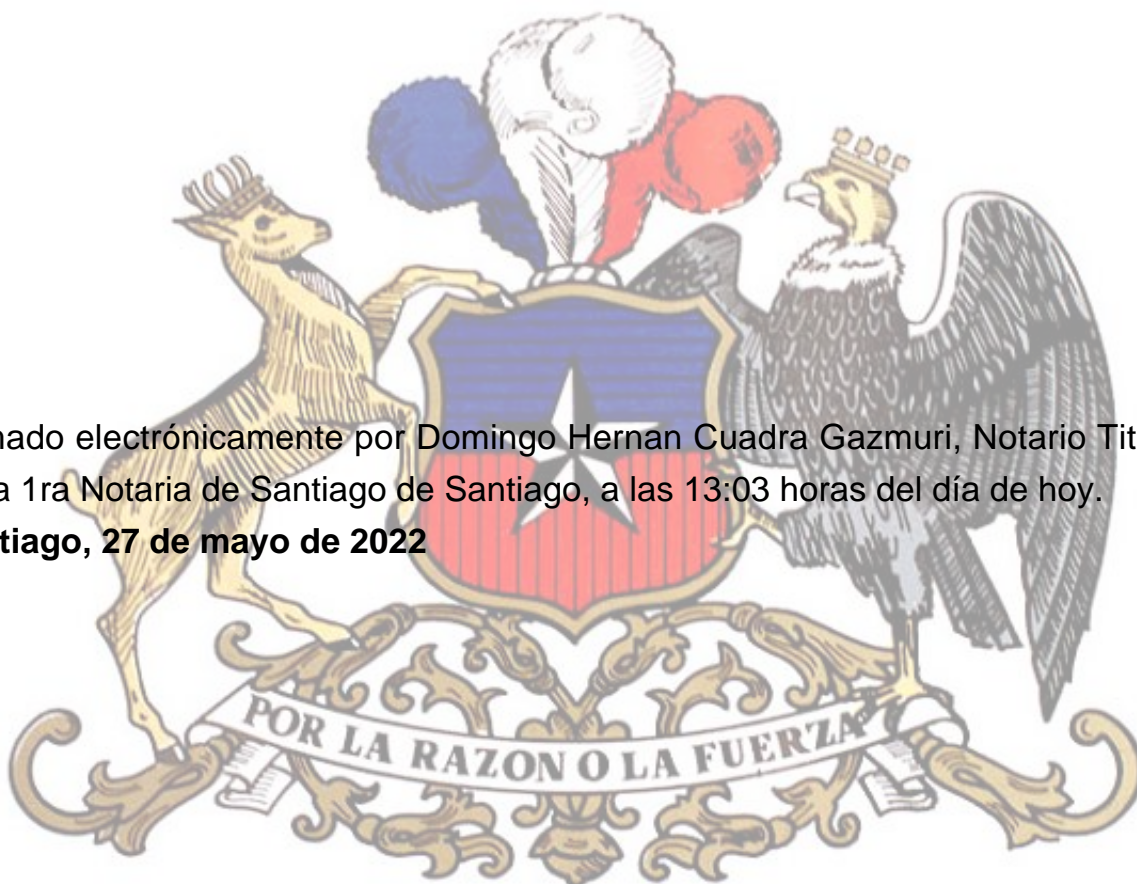 nado electrónicamente por Domingo Hernan Cuadra Gazmuri, Notario Tit
a 1ra Notaria de Santiago de Santiago, a las 13:03 horas del día de hoy.
tiago, 27 de mayo de 2022
POR LA RAZON O LA FUERZA